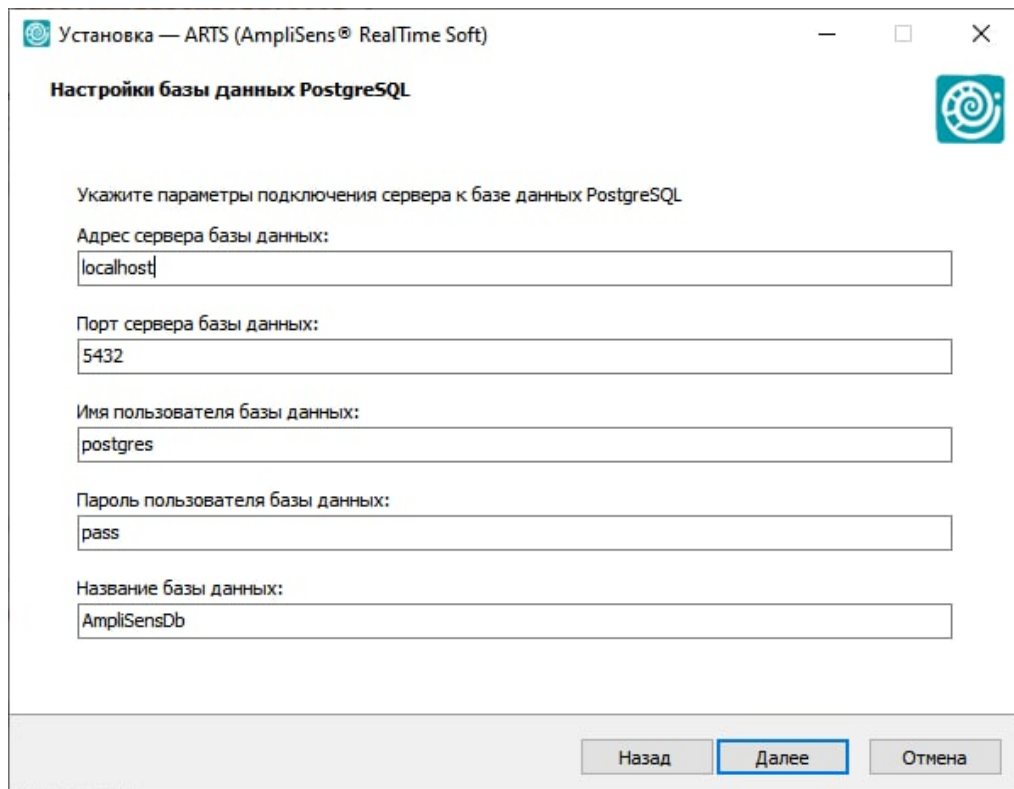 Установка — ARTS (AmpliSens® RealTime Soft)
Настройки базы данных PostgreSQL
Укажите параметры подключения сервера к базе данных PostgreSQL
Адрес сервера базы данных:
localhost
Порт сервера базы данных:
5432
Имя пользователя базы данных:
postgres
Пароль пользователя базы данных:
pass
Название базы данных:
AmpliSensDb
Назад Далее Отмена